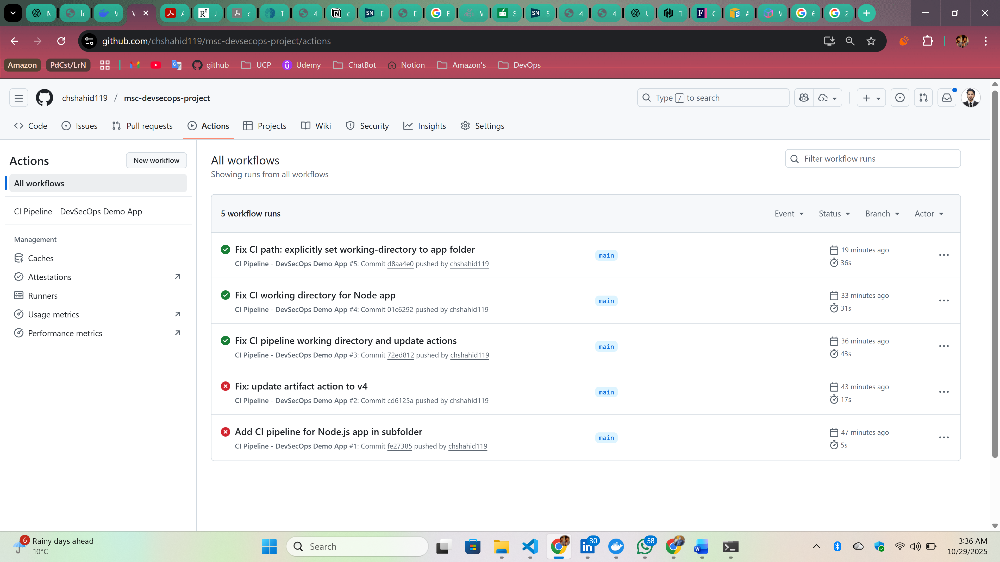 github.com/chshahid119/msc-devsecops-project/actions
Amazon PdCst/LrN github UCP Udemy ChatBot Notion Amazon's DevOps
chshahid119 / msc-devsecops-project Type / to search
Code Issues Pull requests Actions Projects Wiki Security Insights Settings
Actions New workflow
All workflows
CI Pipeline - DevSecOps Demo App
Management
Caches
Attestations
Runners
Usage metrics
Performance metrics
All workflows
Showing runs from all workflows
Filter workflow runs
5 workflow runs Event Status Branch Actor
Fix CI path: explicitly set working-directory to app folder
CI Pipeline - DevSecOps Demo App #5: Commit d8aa4e0 pushed by chshahid119
main
19 minutes ago
36s
Fix CI working directory for Node app
CI Pipeline - DevSecOps Demo App #4: Commit 01c6292 pushed by chshahid119
main
33 minutes ago
31s
Fix CI pipeline working directory and update actions
CI Pipeline - DevSecOps Demo App #3: Commit 72ed812 pushed by chshahid119
main
36 minutes ago
43s
Fix: update artifact action to v4
CI Pipeline - DevSecOps Demo App #2: Commit cd6125a pushed by chshahid119
main
43 minutes ago
17s
Add CI pipeline for Node.js app in subfolder
CI Pipeline - DevSecOps Demo App #1: Commit fe27385 pushed by chshahid119
main
47 minutes ago
5s
6 Rainy days ahead
10°C
Search
30
58
3:36 AM
10/29/2025